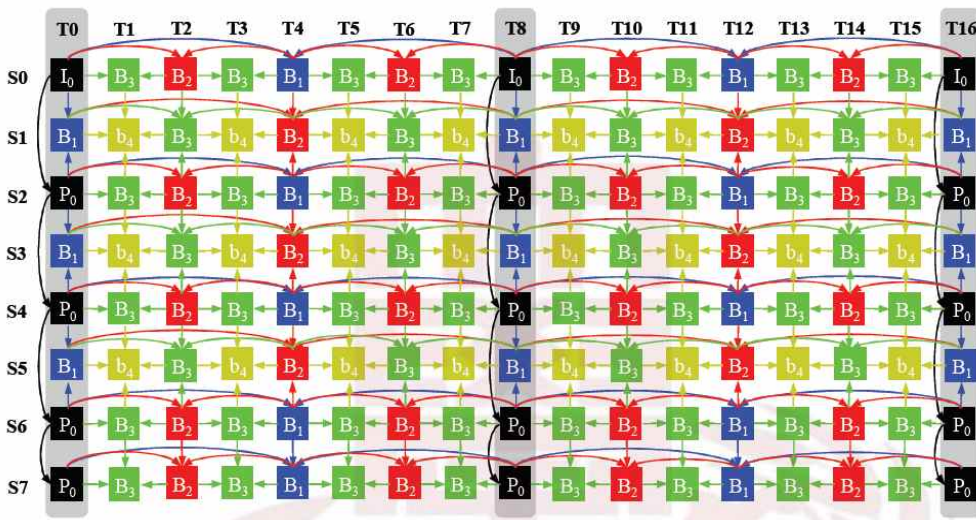 T0 T1 T2 T3 T4 T5 T6 T7 T8 T9 T10 T11 T12 T13 T14 T15 T16
S0 I0 B3 B2 B3 B1 B3 B2 B3 I0 B3 B2 B3 B1 B3 B2 B3 I0
S1 B1 b4 B3 b4 B2 b4 B3 b4 B1 b4 B3 b4 B2 b4 B3 b4 B1
S2 P0 B3 B2 B3 B1 B3 B2 B3 P0 B3 B2 B3 B1 B3 B2 B3 P0
S3 B1 b4 B3 b4 B2 b4 B3 b4 B1 b4 B3 b4 B2 b4 B3 b4 B1
S4 P0 B3 B2 B3 B1 B3 B2 B3 P0 B3 B2 B3 B1 B3 B2 B3 P0
S5 B1 b4 B3 b4 B2 b4 B3 b4 B1 b4 B3 b4 B2 b4 B3 b4 B1
S6 P0 B3 B2 B3 B1 B3 B2 B3 P0 B3 B2 B3 B1 B3 B2 B3 P0
S7 P0 B3 B2 B3 B1 B3 B2 B3 P0 B3 B2 B3 B1 B3 B2 B3 P0